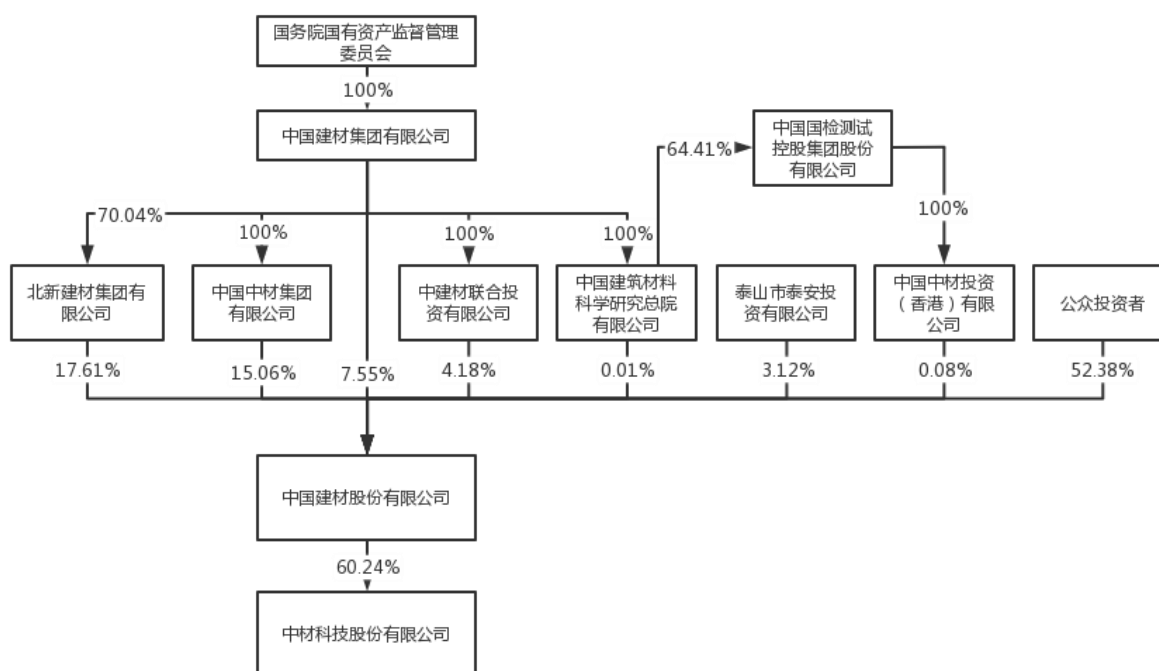 国务院国有资产监督管理
委员会
100%
中国建材集团有限公司
中国国检测试
控股集团股份
有限公司
64.41%
70.04%
100%
100%
100%
100%
北新建材集团有
限公司
中国中材集团
有限公司
中建材联合投
资有限公司
中国建筑材料
科学研究总院
有限公司
泰山市泰安投
资有限公司
中国中材投资
（香港）有限
公司
公众投资者
17.61%
15.06%
7.55%
4.18%
0.01%
3.12%
0.08%
52.38%
中国建材股份有限公司
60.24%
中材科技股份有限公司